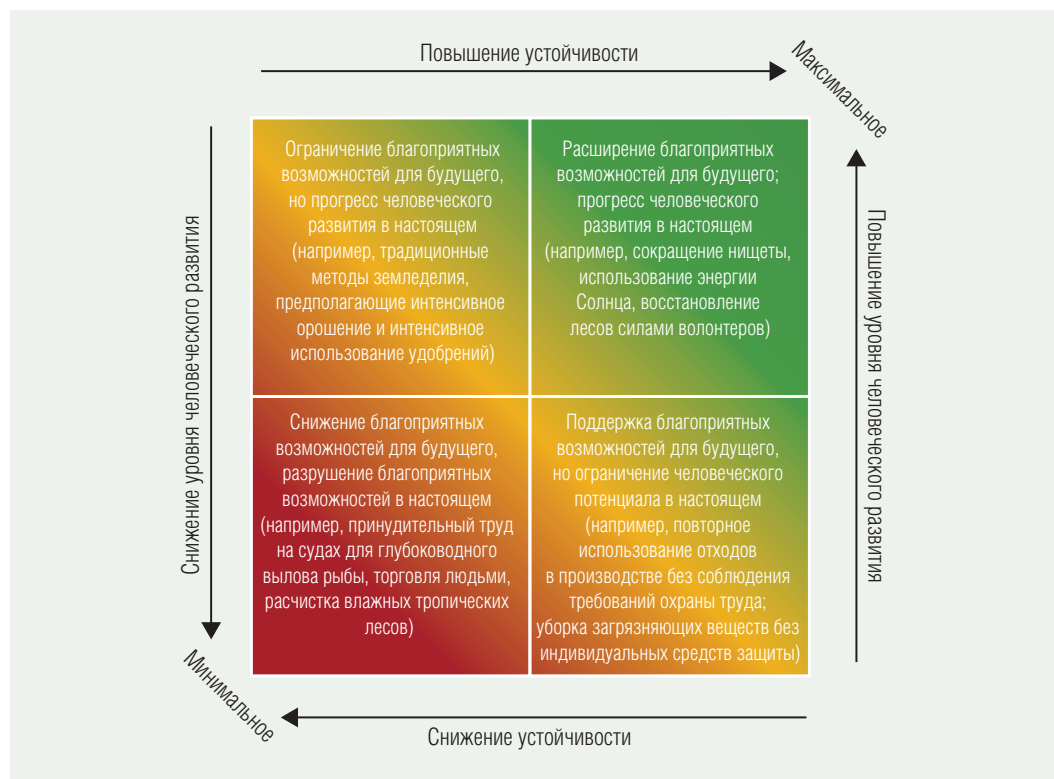 Повышение устойчивости
Максимальное
Снижение уровня человеческого развития
Ограничение благоприятных
возможностей для будущего,
но прогресс человеческого
развития в настоящем
(например, традиционные
методы земледелия,
предполагающие интенсивное
орошение и интенсивное
использование удобрений)
Расширение благоприятных
возможностей для будущего;
прогресс человеческого
развития в настоящем
(например, сокращение нищеты,
использование энергии
Солнца, восстановление
лесов силами волонтеров)
Повышение уровня человеческого развития
Снижение благоприятных
возможностей для будущего,
разрушение благоприятных
возможностей в настоящем
(например, принудительный труд
на судах для глубоководного
вылова рыбы, торговля людьми,
расчистка влажных тропических
лесов)
Поддержка благоприятных
возможностей для будущего,
но ограничение человеческого
потенциала в настоящем
(например, повторное
использование отходов
в производстве без соблюдения
требований охраны труда;
уборка загрязняющих веществ без
индивидуальных средств защиты)
Минимальное
Снижение устойчивости